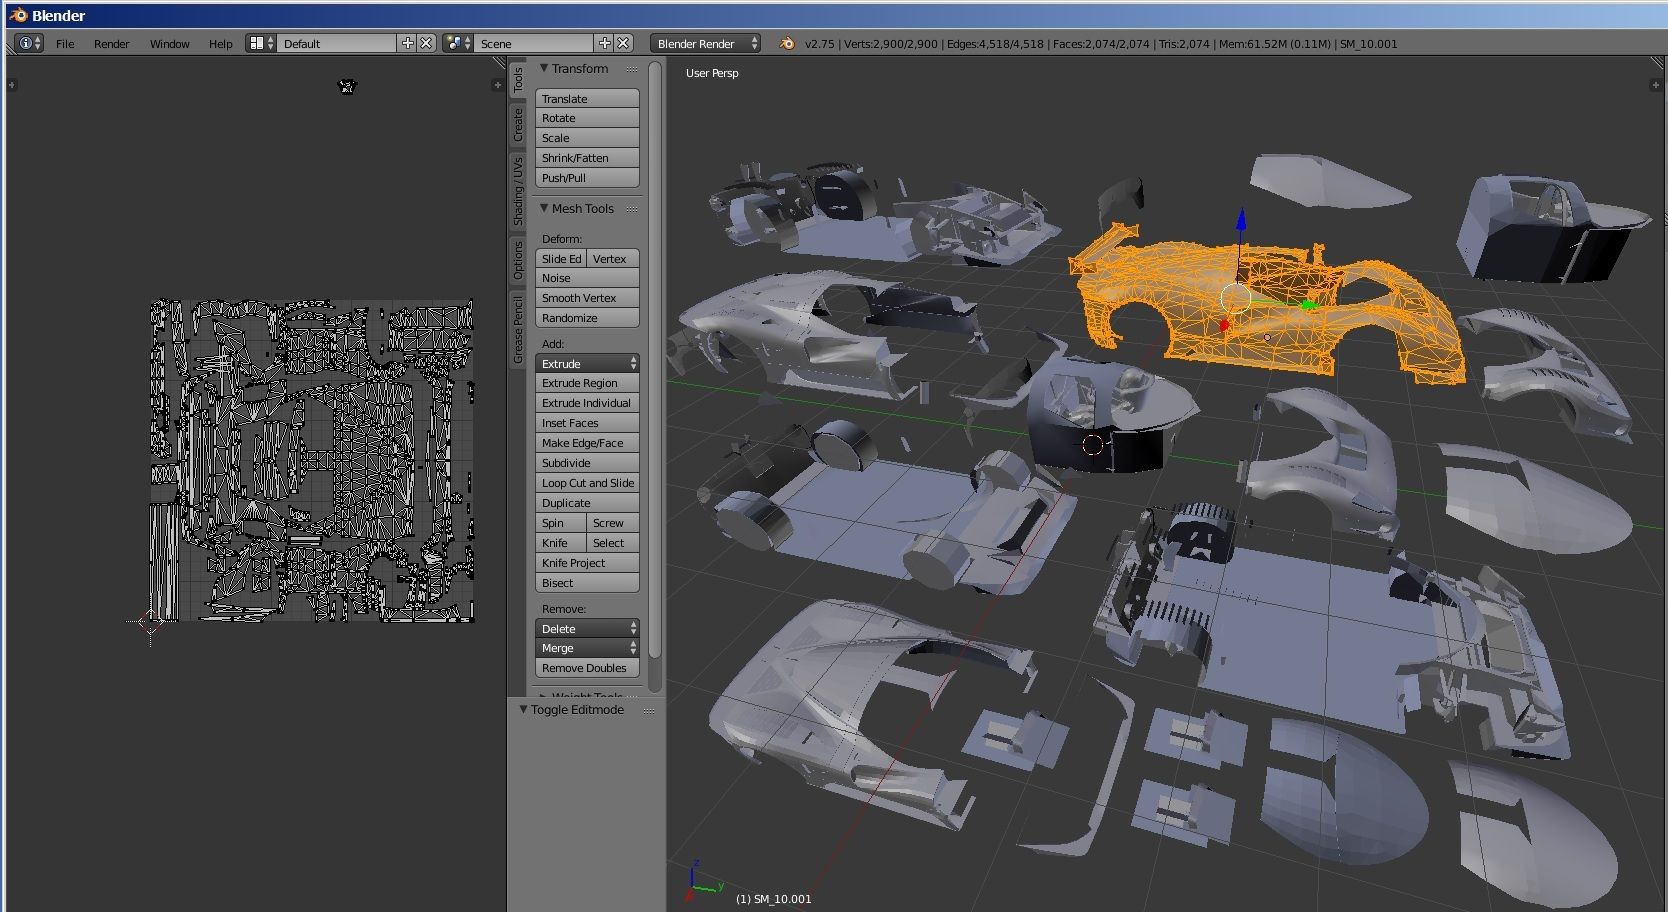 Blender
File Render Window Help Default Scene Blender Render v2.75 | Verts:2,900/2,900 | Edges:4,518/4,518 | Faces:2,074/2,074 | Tris:2,074 | Mem:61.52M (0.11M) | SM_10.001
Tools
Create
Shading / UVs
Options
Grease Pencil
Transform
Translate
Rotate
Scale
Shrink/Fatten
Push/Pull
Mesh Tools
Deform:
Slide Ed Vertex
Noise
Smooth Vertex
Randomize
Add:
Extrude
Extrude Region
Extrude Individual
Inset Faces
Make Edge/Face
Subdivide
Loop Cut and Slide
Duplicate
Spin Screw
Knife Select
Knife Project
Bisect
Remove:
Delete
Merge
Remove Doubles
Weight Tools
Toggle Editmode
User Persp
z
y
(1) SM_10.001